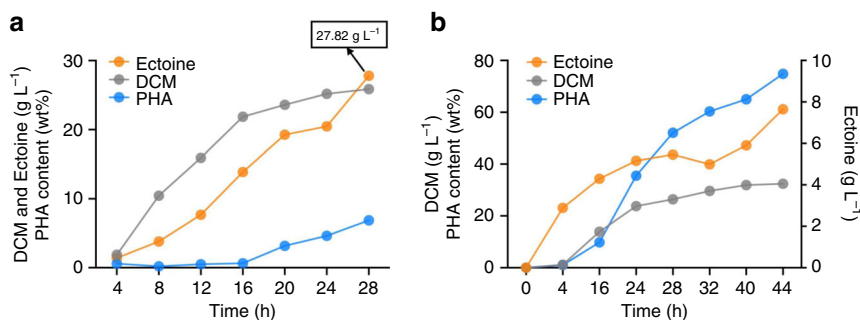 a
27.82 g L⁻¹
DCM and Ectoine (g L⁻¹)
PHA content (wt%)
30
20
10
0
Ectoine
DCM
PHA
4 8 12 16 20 24 28
Time (h)
b
DCM (g L⁻¹)
PHA content (wt%)
80
60
40
20
0
Ectoine
DCM
PHA
10
8
6
4
2
0
Ectoine (g L⁻¹)
0 4 16 24 28 32 40 44
Time (h)